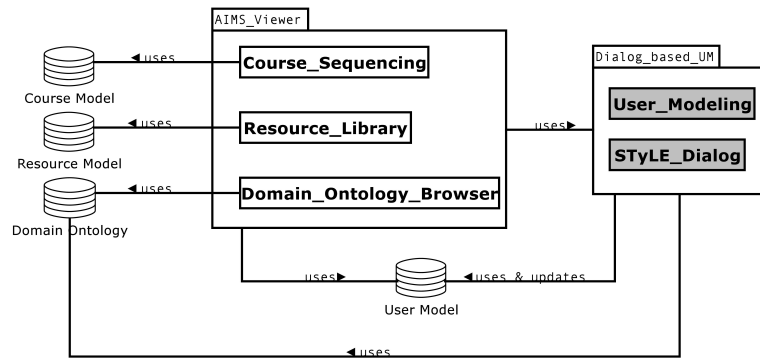 AIMS_Viewer
◄uses
Course_Sequencing
Course Model
Dialog_based_UM
User_Modeling
◄uses
Resource_Library
uses►
Resource Model
STyLE_Dialog
◄uses
Domain_Ontology_Browser
Domain Ontology
uses►
◄uses & updates
User Model
◄uses